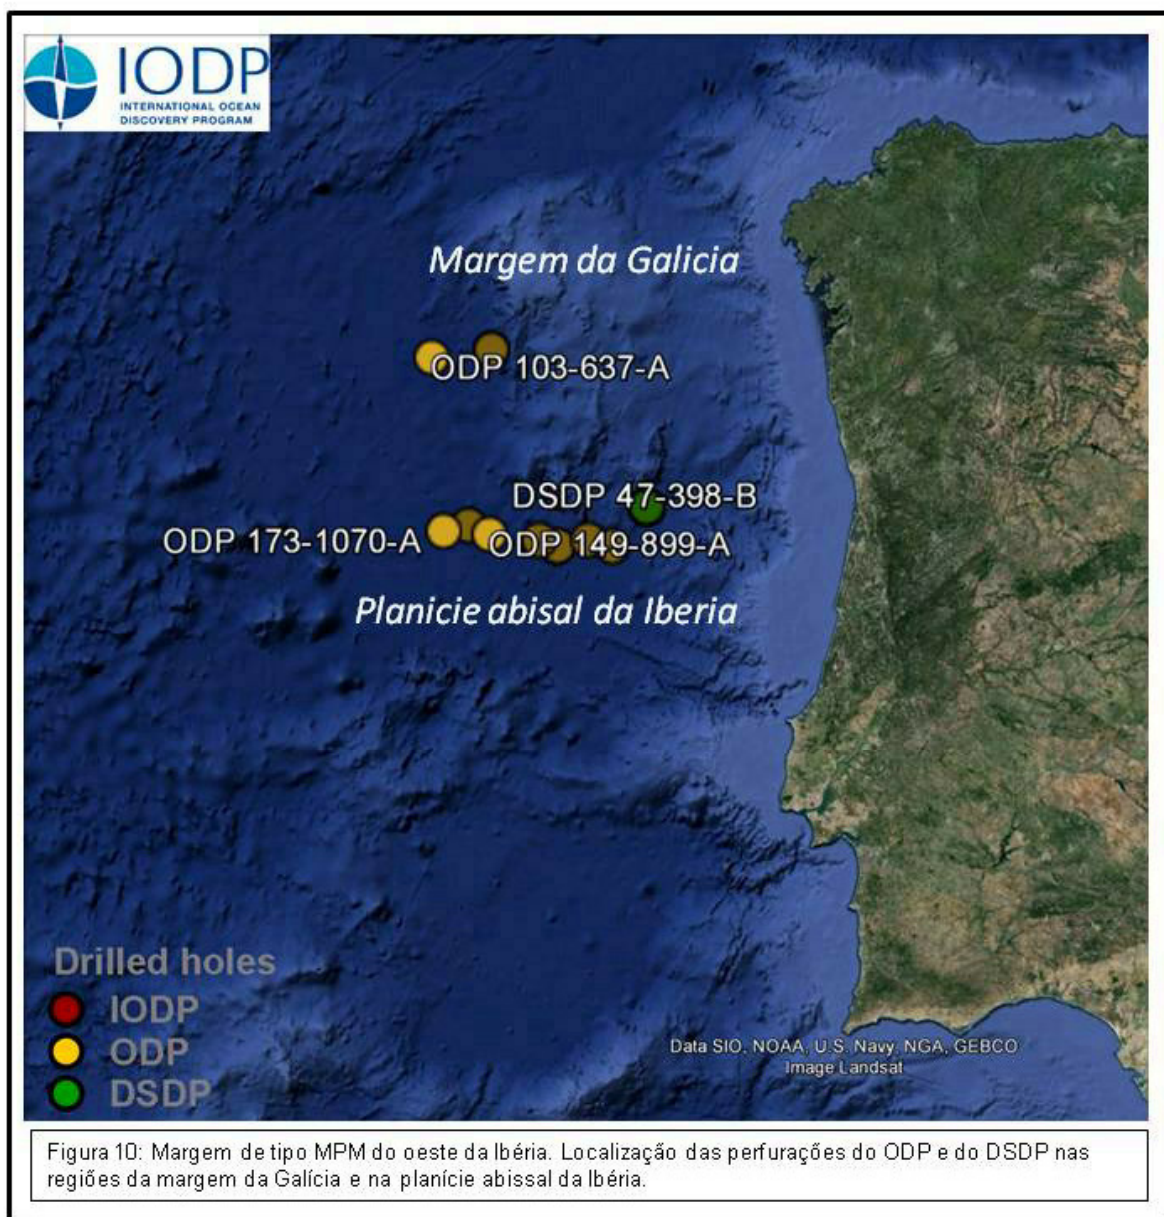 IODP
INTERNATIONAL OCEAN
DISCOVERY PROGRAM
Margem da Galicia
ODP 103-637-A
DSDP 47-398-B
ODP 173-1070-A
ODP 149-899-A
Planicie abisal da Iberia
Drilled holes
IODP
ODP
DSDP
Data SIO, NOAA, U.S. Navy, NGA, GEBCO
Image Landsat
Figura 10: Margem de tipo MPM do oeste da Ibéria. Localização das perfurações do ODP e do DSDP nas
regiões da margem da Galícia e na planície abissal da Ibéria.